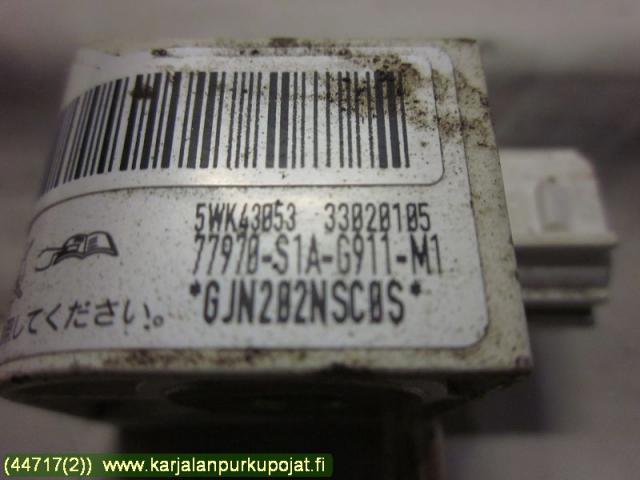 5WK43053 33020105
77970-S1A-G911-M1
*GJN202NSC0S*
してください。
(44717(2)) www.karjalanpurkupojat.fi